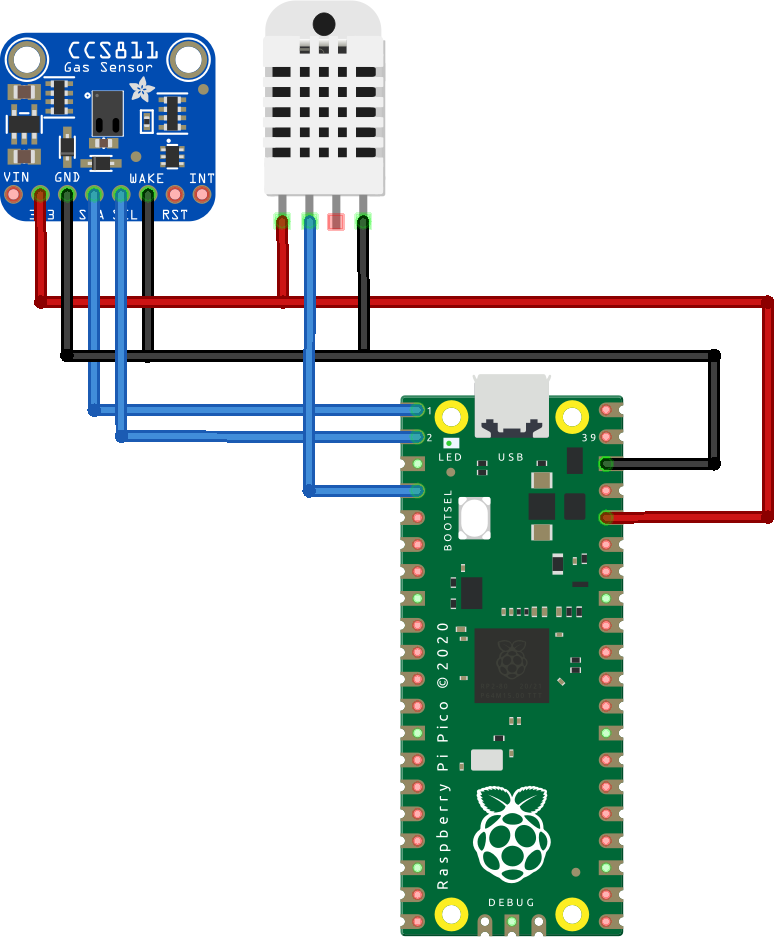 CCS811
Gas Sensor
VIN GND WAKE INT
3V3 SDA SCL RST
1
2 39
LED USB
BOOTSEL
Raspberry Pi Pico ©2020
DEBUG